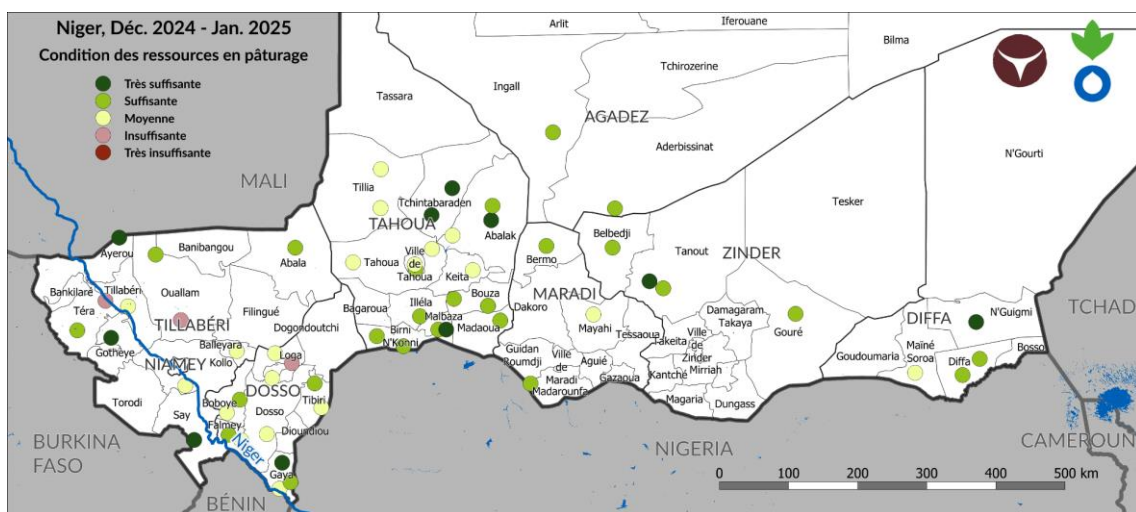 Niger, Déc. 2024 - Jan. 2025
Condition des ressources en pâturage
Très suffisante
Suffisante
Moyenne
Insuffisante
Très insuffisante
Arlit
Iferouane
Bilma
Tchirozerine
Ingall
Tassara
AGADEZ
Aderbissinat
N'Gourti
MALI
Tillia
Tchintabaraden
Tesker
TAHOUA
Abalak
Ayerou
Banibangou
Abala
Ville
de
Tahoua
Tahoua
Keita
Bermo
Belbedji
Tanout
ZINDER
Bankilaré
Tillabéri
Ouallam
Filingué
Téra
TILLABÉRI
Bagaroua
Illéla
Bouza
Dakoro
MARADI
TCHAD
Malbaza
Madaoua
Birni
N'Konni
Mayahi
Tessaoua
Damagaram
Takaya
Gouré
DIFFA
N'Guigmi
Gotheye
Balleyara
Dogondoutchi
NIAMEY
Kollo
Loga
Guidan
Roumdji
Ville
de
Maradi
Madarounfa
Aguié
Gazaoua
Takeita
Ville
de
Zinder
Mirriah
Kantché
Magaria
Dungass
Goudoumaria
Maïné
Soroa
Diffa
Bosso
Torodi
Say
DOSSO
Boboye
Dosso
Tibiri
Falmey
Dioundiou
Niger
Gaya
BURKINA
FASO
BÉNIN
NIGERIA
CAMEROUN
0 100 200 300 400 500 km